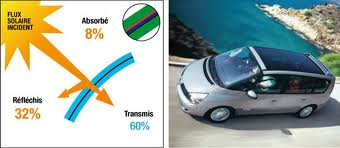 FLUX
SOLAIRE
INCIDENT
Absorbé
8%
Réfléchis
32%
Transmis
60%